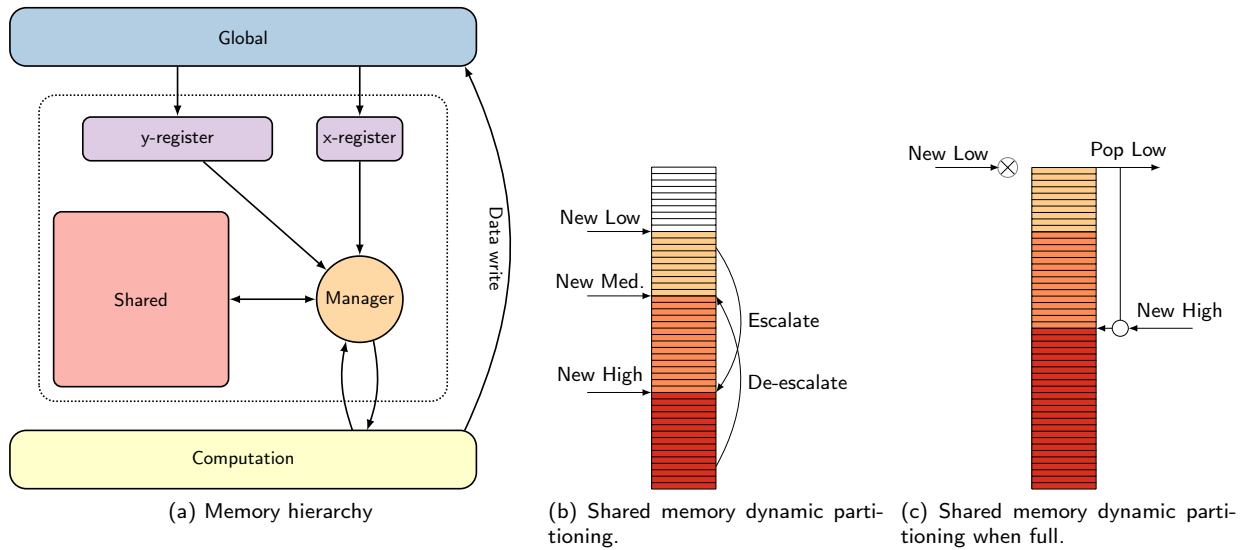 Global
y-register
x-register
Shared
Manager
Data write
Computation
(a) Memory hierarchy
New Low
New Med.
New High
Escalate
De-escalate
(b) Shared memory dynamic parti-
tioning.
New Low
Pop Low
New High
(c) Shared memory dynamic parti-
tioning when full.